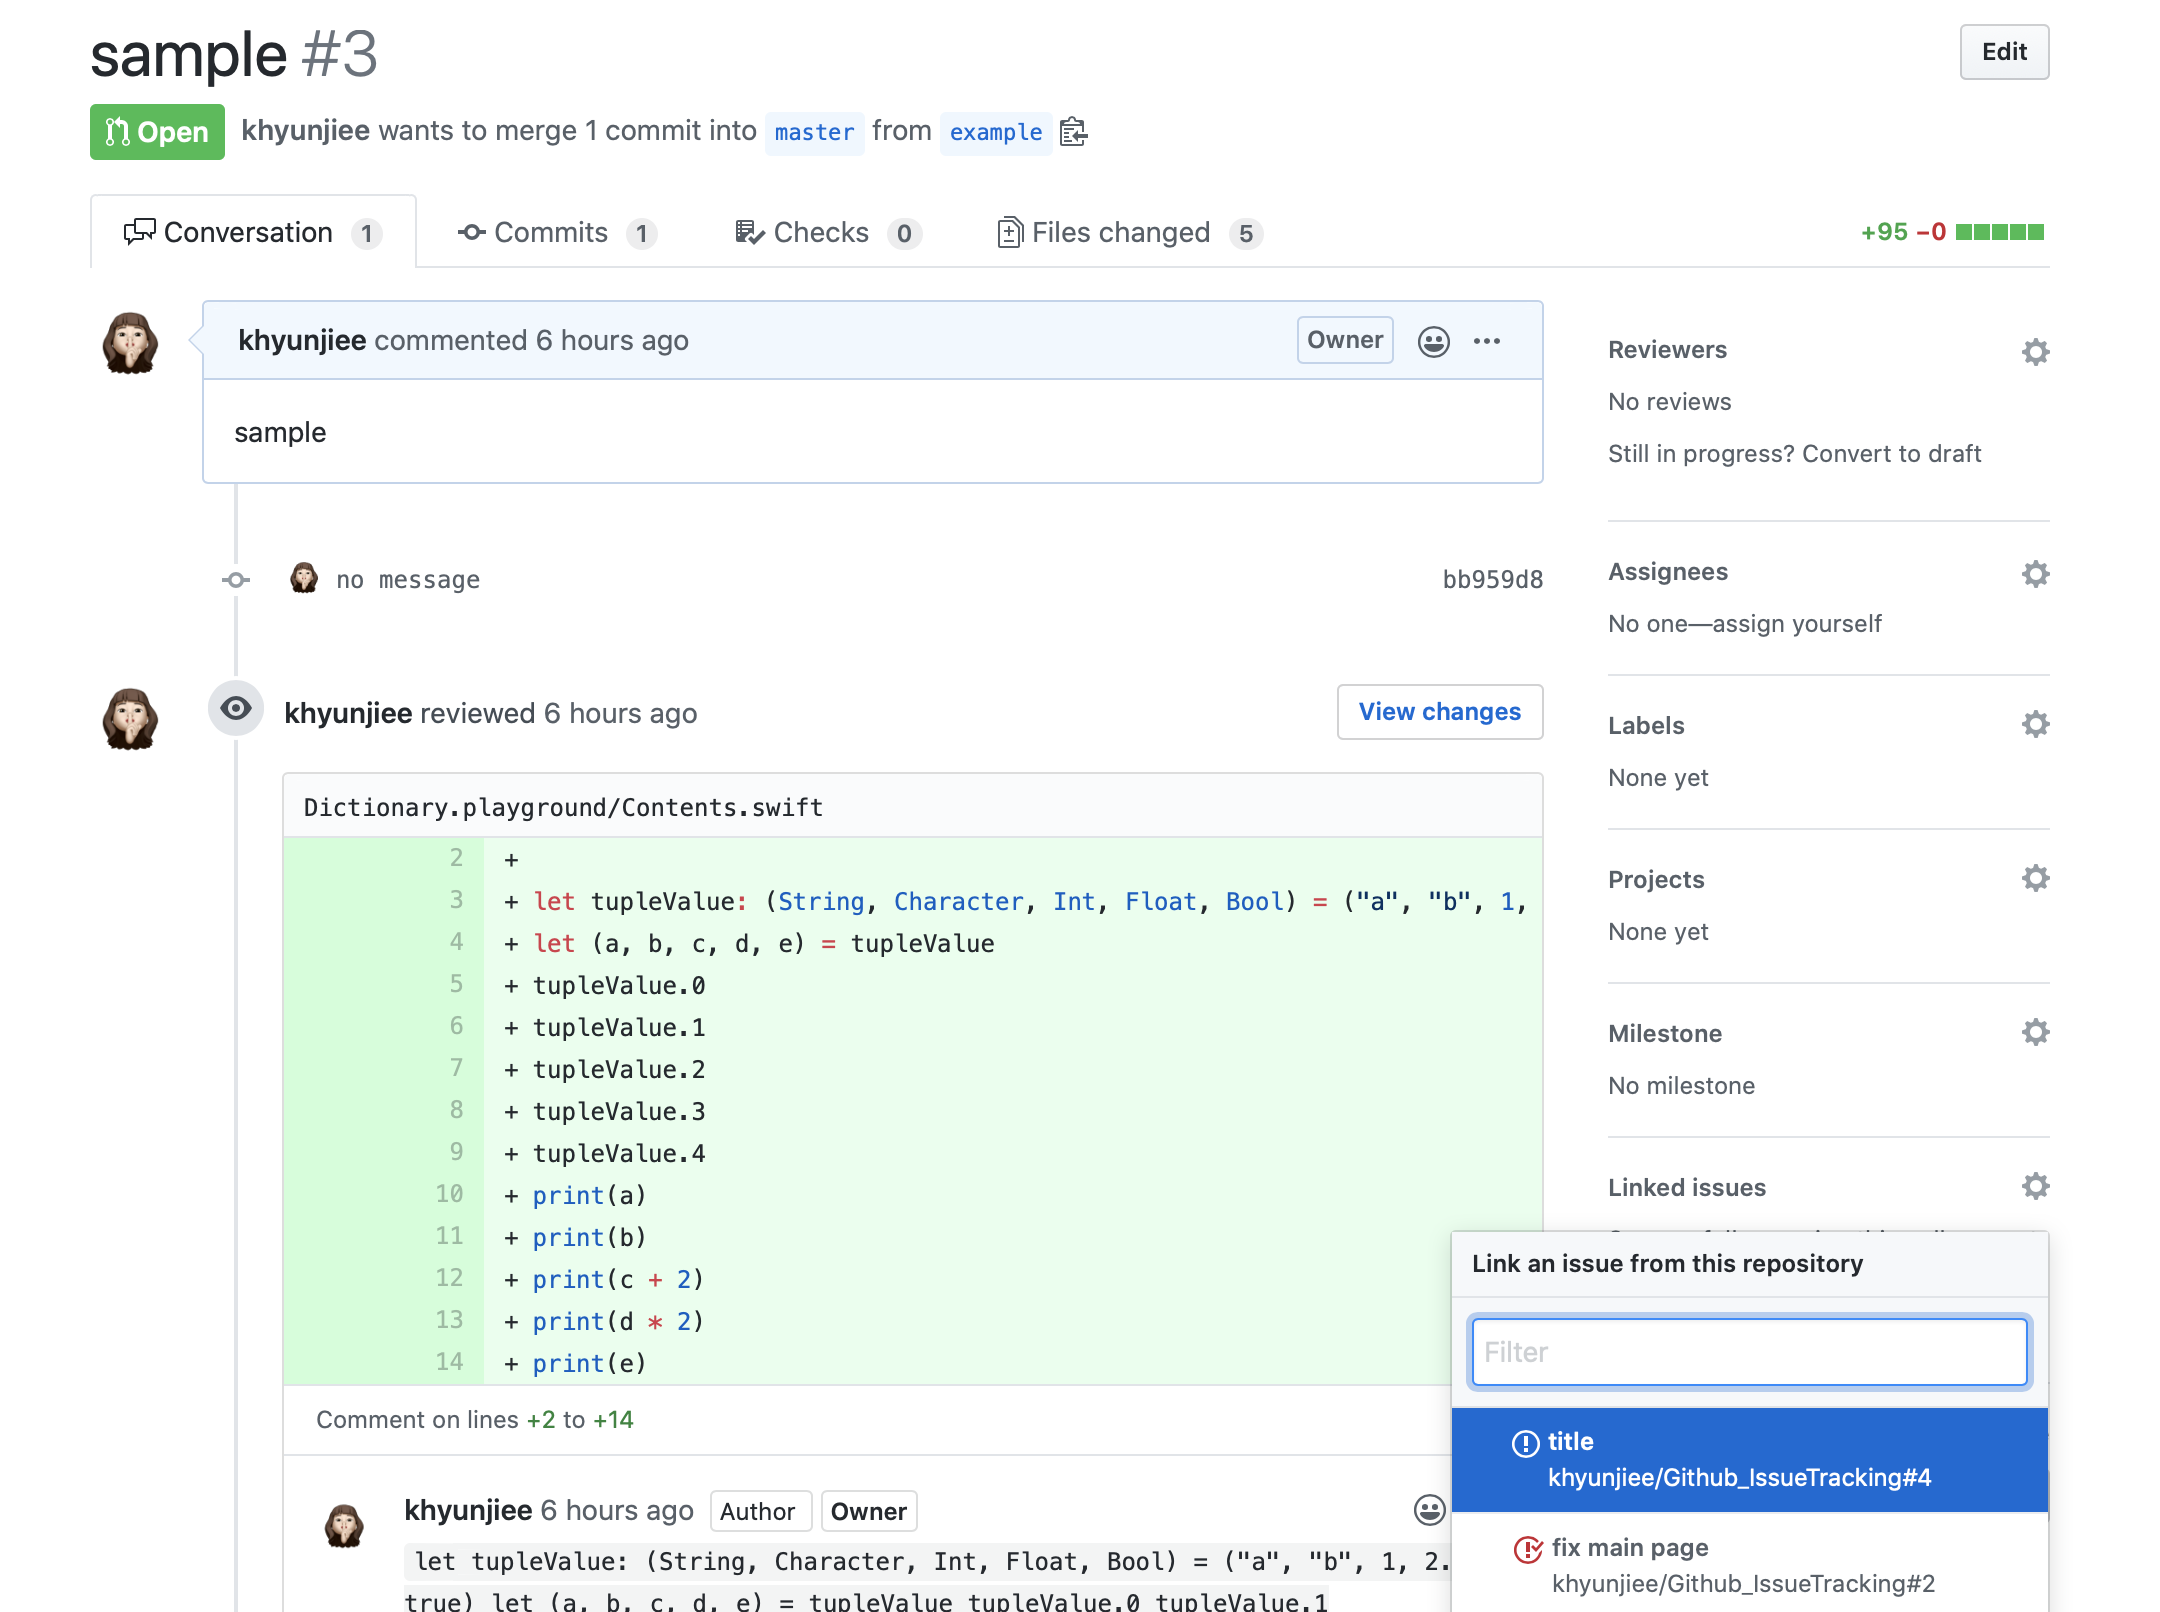 sample #3
Edit
Open
khyunjiee wants to merge 1 commit into master from example
Conversation 1
Commits 1
Checks 0
Files changed 5
+95 −0
khyunjiee commented 6 hours ago
Owner
sample
no message
bb959d8
khyunjiee reviewed 6 hours ago
View changes
Dictionary.playground/Contents.swift
2 +
3 + let tupleValue: (String, Character, Int, Float, Bool) = ("a", "b", 1,
4 + let (a, b, c, d, e) = tupleValue
5 + tupleValue.0
6 + tupleValue.1
7 + tupleValue.2
8 + tupleValue.3
9 + tupleValue.4
10 + print(a)
11 + print(b)
12 + print(c + 2)
13 + print(d * 2)
14 + print(e)
Comment on lines +2 to +14
khyunjiee 6 hours ago Author Owner
let tupleValue: (String, Character, Int, Float, Bool) = ("a", "b", 1, 2.
true) let (a, b, c, d, e) = tupleValue tupleValue.0 tupleValue.1
Reviewers
No reviews
Still in progress? Convert to draft
Assignees
No one—assign yourself
Labels
None yet
Projects
None yet
Milestone
No milestone
Linked issues
Link an issue from this repository
Filter
title
khyunjiee/Github_IssueTracking#4
fix main page
khyunjiee/Github_IssueTracking#2